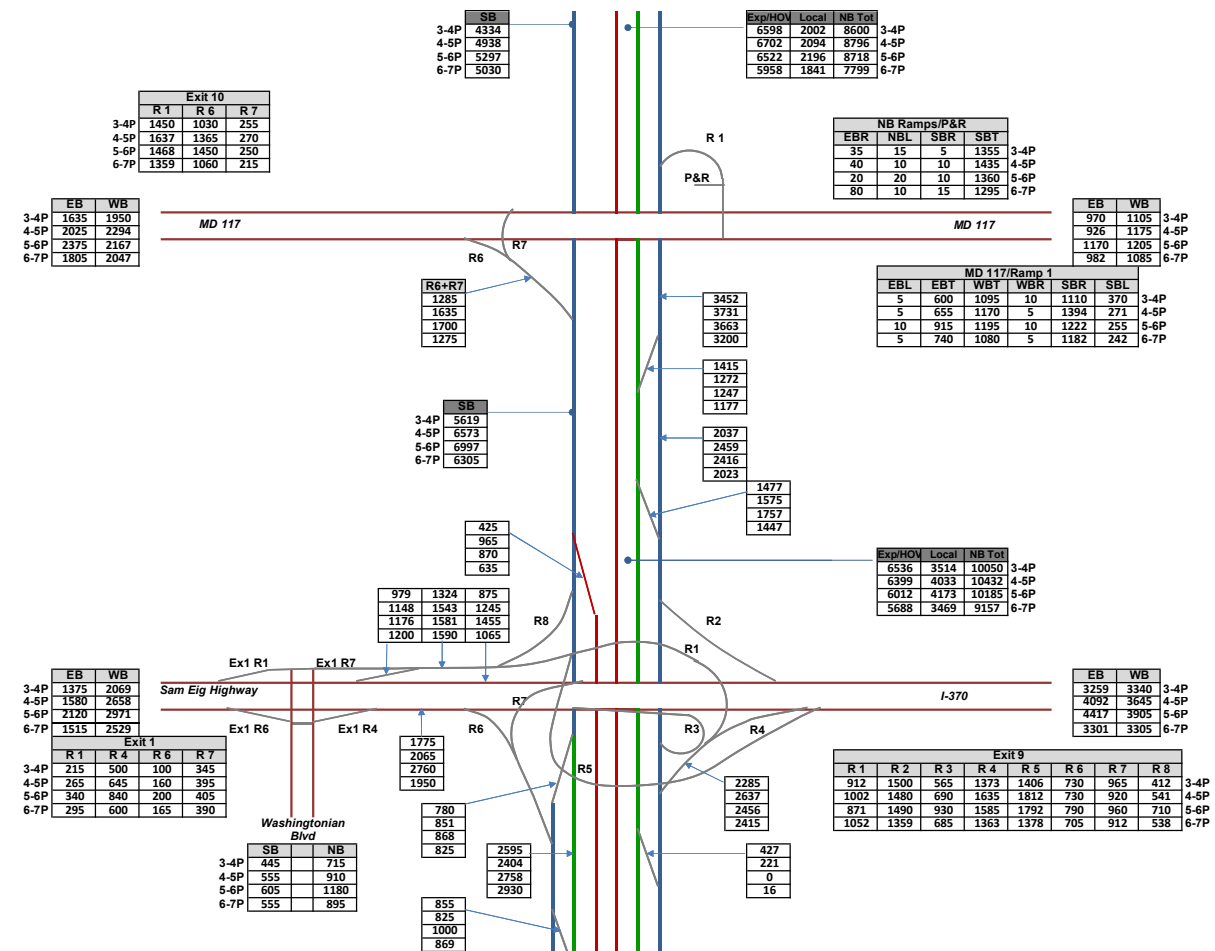 SB
3-4P 4334
4-5P 4938
5-6P 5297
6-7P 5030
Exp/HOV Local NB Tot
6598 2002 8600 3-4P
6702 2094 8796 4-5P
6522 2196 8718 5-6P
5958 1841 7799 6-7P
Exit 10
R 1 R 6 R 7
3-4P 1450 1030 255
4-5P 1637 1365 270
5-6P 1468 1450 250
6-7P 1359 1060 215
R 1
P&R
NB Ramps/P&R
EBR NBL SBR SBT
35 15 5 1355 3-4P
40 10 10 1435 4-5P
20 20 10 1360 5-6P
80 10 15 1295 6-7P
EB WB
3-4P 1635 1950
4-5P 2025 2294
5-6P 2375 2167
6-7P 1805 2047
MD 117
MD 117
EB WB
970 1105 3-4P
926 1175 4-5P
1170 1205 5-6P
982 1085 6-7P
R7
R6
R6+R7
1285
1635
1700
1275
MD 117/Ramp 1
EBL EBT WBT WBR SBR SBL
5 600 1095 10 1110 370 3-4P
5 655 1170 5 1394 271 4-5P
10 915 1195 10 1222 255 5-6P
5 740 1080 5 1182 242 6-7P
3452
3731
3663
3200
1415
1272
1247
1177
SB
3-4P 5619
4-5P 6573
5-6P 6997
6-7P 6305
2037
2459
2416
2023
1477
1575
1757
1447
425
965
870
635
Exp/HOV Local NB Tot
6536 3514 10050 3-4P
6399 4033 10432 4-5P
6012 4173 10185 5-6P
5688 3469 9157 6-7P
979 1324 875
1148 1543 1245
1176 1581 1455
1200 1590 1065
R8
R2
R1
Ex1 R1
Ex1 R7
EB WB
3-4P 1375 2069
4-5P 1580 2658
5-6P 2120 2971
6-7P 1515 2529
Sam Eig Highway
I-370
EB WB
3259 3340 3-4P
4092 3645 4-5P
4417 3905 5-6P
3301 3305 6-7P
R7
Ex1 R6
Ex1 R4
R6
R3
R4
R5
Exit 1
R 1 R 4 R 6 R 7
3-4P 215 500 100 345
4-5P 265 645 160 395
5-6P 340 840 200 405
6-7P 295 600 165 390
1775
2065
2760
1950
Exit 9
R 1 R 2 R 3 R 4 R 5 R 6 R 7 R 8
912 1500 565 1373 1406 730 965 412 3-4P
1002 1480 690 1635 1812 730 920 541 4-5P
871 1490 930 1585 1792 790 960 710 5-6P
1052 1359 685 1363 1378 705 912 538 6-7P
2285
2637
2456
2415
780
851
868
825
Washingtonian
Blvd
SB NB
3-4P 445 715
4-5P 555 910
5-6P 605 1180
6-7P 555 895
2595
2404
2758
2930
427
221
0
16
855
825
1000
869